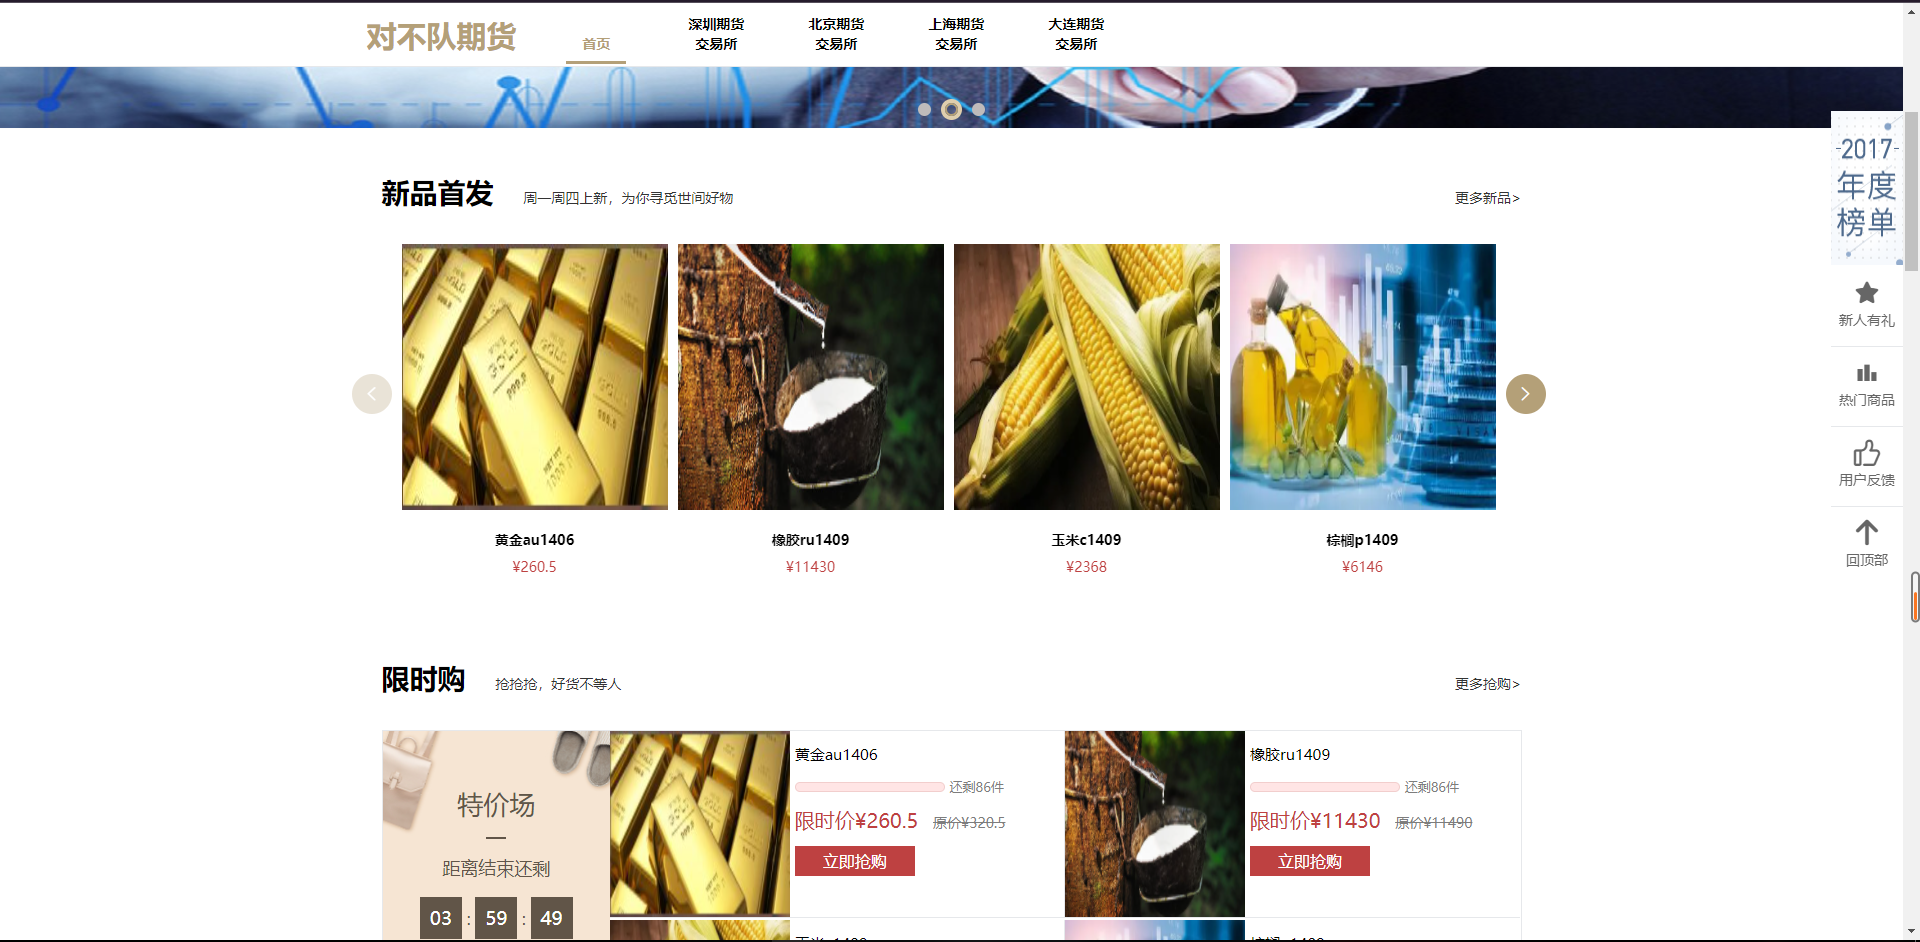 对不队期货
首页
深圳期货
交易所
北京期货
交易所
上海期货
交易所
大连期货
交易所
2017
年度
榜单
新品首发
周一周四上新，为你寻觅世间好物
更多新品>
黄金au1406
¥260.5
橡胶ru1409
¥11430
玉米c1409
¥2368
棕榈p1409
¥6146
新人有礼
热门商品
用户反馈
回顶部
限时购
抢抢抢，好货不等人
更多抢购>
特价场
距离结束还剩
03 : 59 : 49
黄金au1406
还剩86件
限时价¥260.5 原价¥320.5
立即抢购
橡胶ru1409
还剩86件
限时价¥11430 原价¥11490
立即抢购